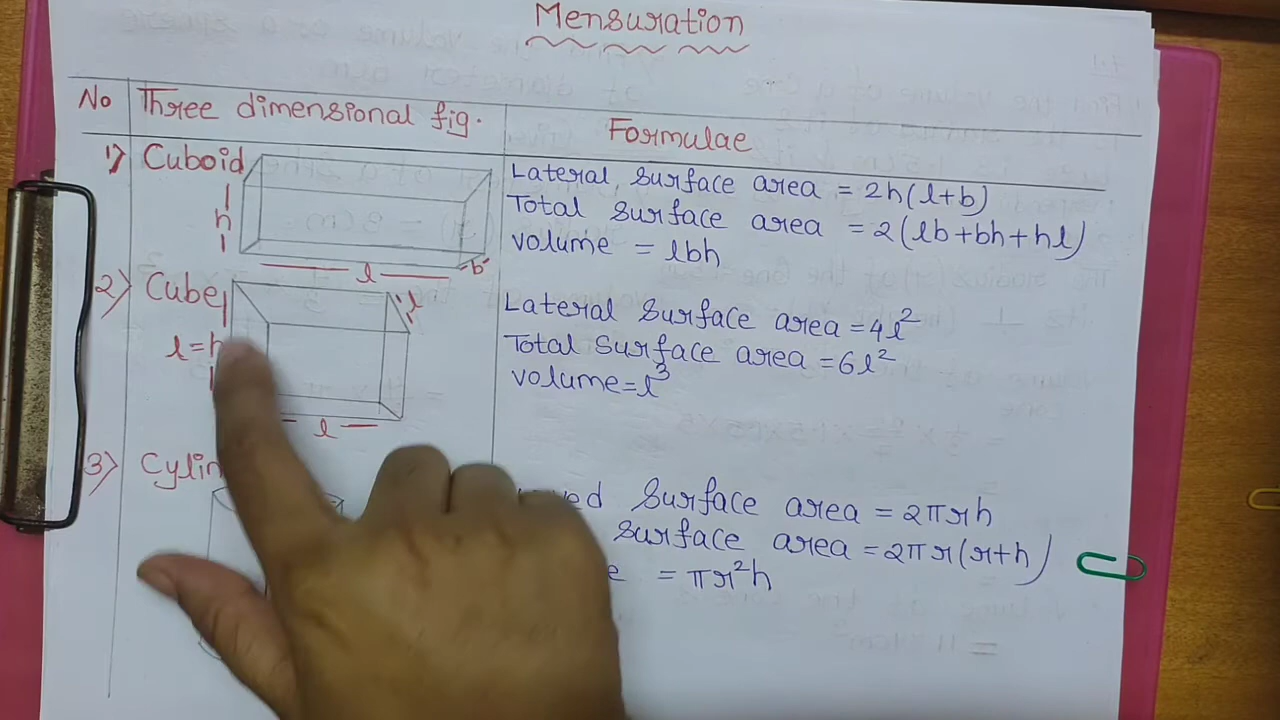 Mensuration
No Three dimensional fig. Formulae
1) Cuboid
h
l
b
Lateral surface area = 2h(l+b)
Total surface area = 2(lb+bh+hl)
volume = lbh
2) Cube
l
l=h
l
Lateral surface area = 4l²
Total surface area = 6l²
volume = l³
3)
surface area = 2πrh
surface area = 2πr(r+h)
= πr²h